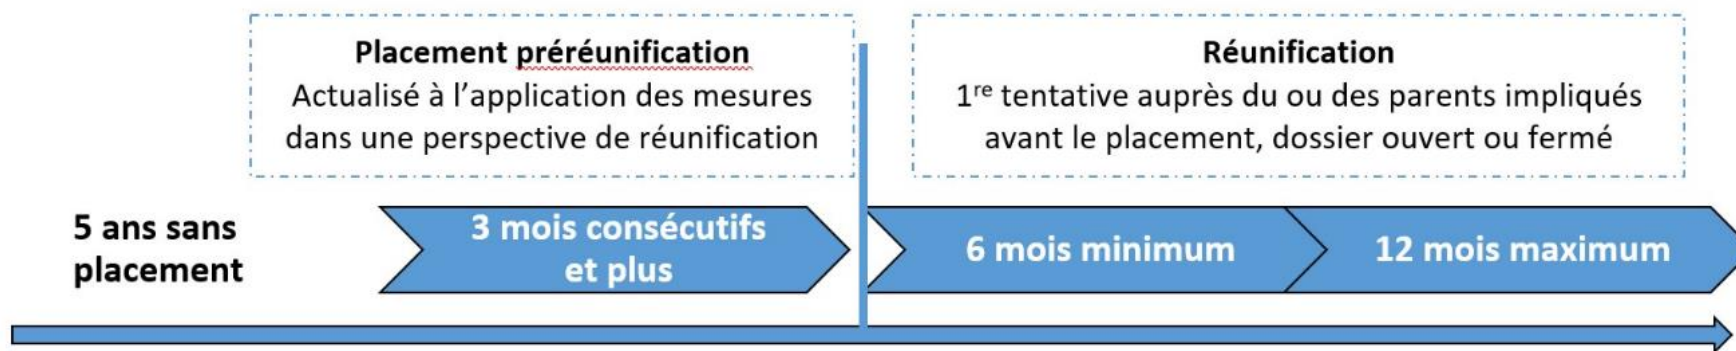 Placement préréunification
Actualisé à l'application des mesures
dans une perspective de réunification
Réunification
1re tentative auprès du ou des parents impliqués
avant le placement, dossier ouvert ou fermé
5 ans sans
placement
3 mois consécutifs
et plus
6 mois minimum
12 mois maximum